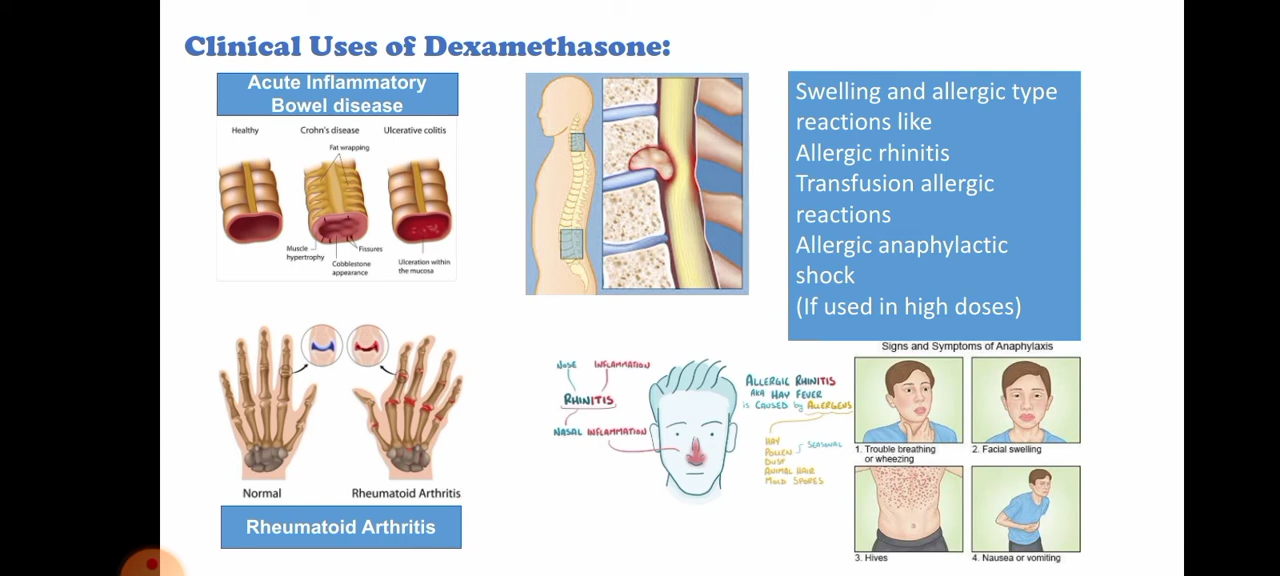 Clinical Uses of Dexamethasone:
Acute Inflammatory
Bowel disease
Healthy
Crohn's disease
Ulcerative colitis
Fat wrapping
Muscle
hypertrophy
Fissures
Cobblestone
appearance
Ulceration within
the mucosa
Swelling and allergic type
reactions like
Allergic rhinitis
Transfusion allergic
reactions
Allergic anaphylactic
shock
(If used in high doses)
Normal
Rheumatoid Arthritis
Rheumatoid Arthritis
NOSE
INFLAMMATION
RHINITIS
NASAL INFLAMMATION
ALLERGIC RHINITIS
AKA HAY FEVER
is CAUSED by ALLERGENS
HAY
POLLEN
SEASONAL
DUST
ANIMAL HAIR
MOLD SPORES
Signs and Symptoms of Anaphylaxis
1. Trouble breathing
or wheezing
2. Facial swelling
3. Hives
4. Nausea or vomiting